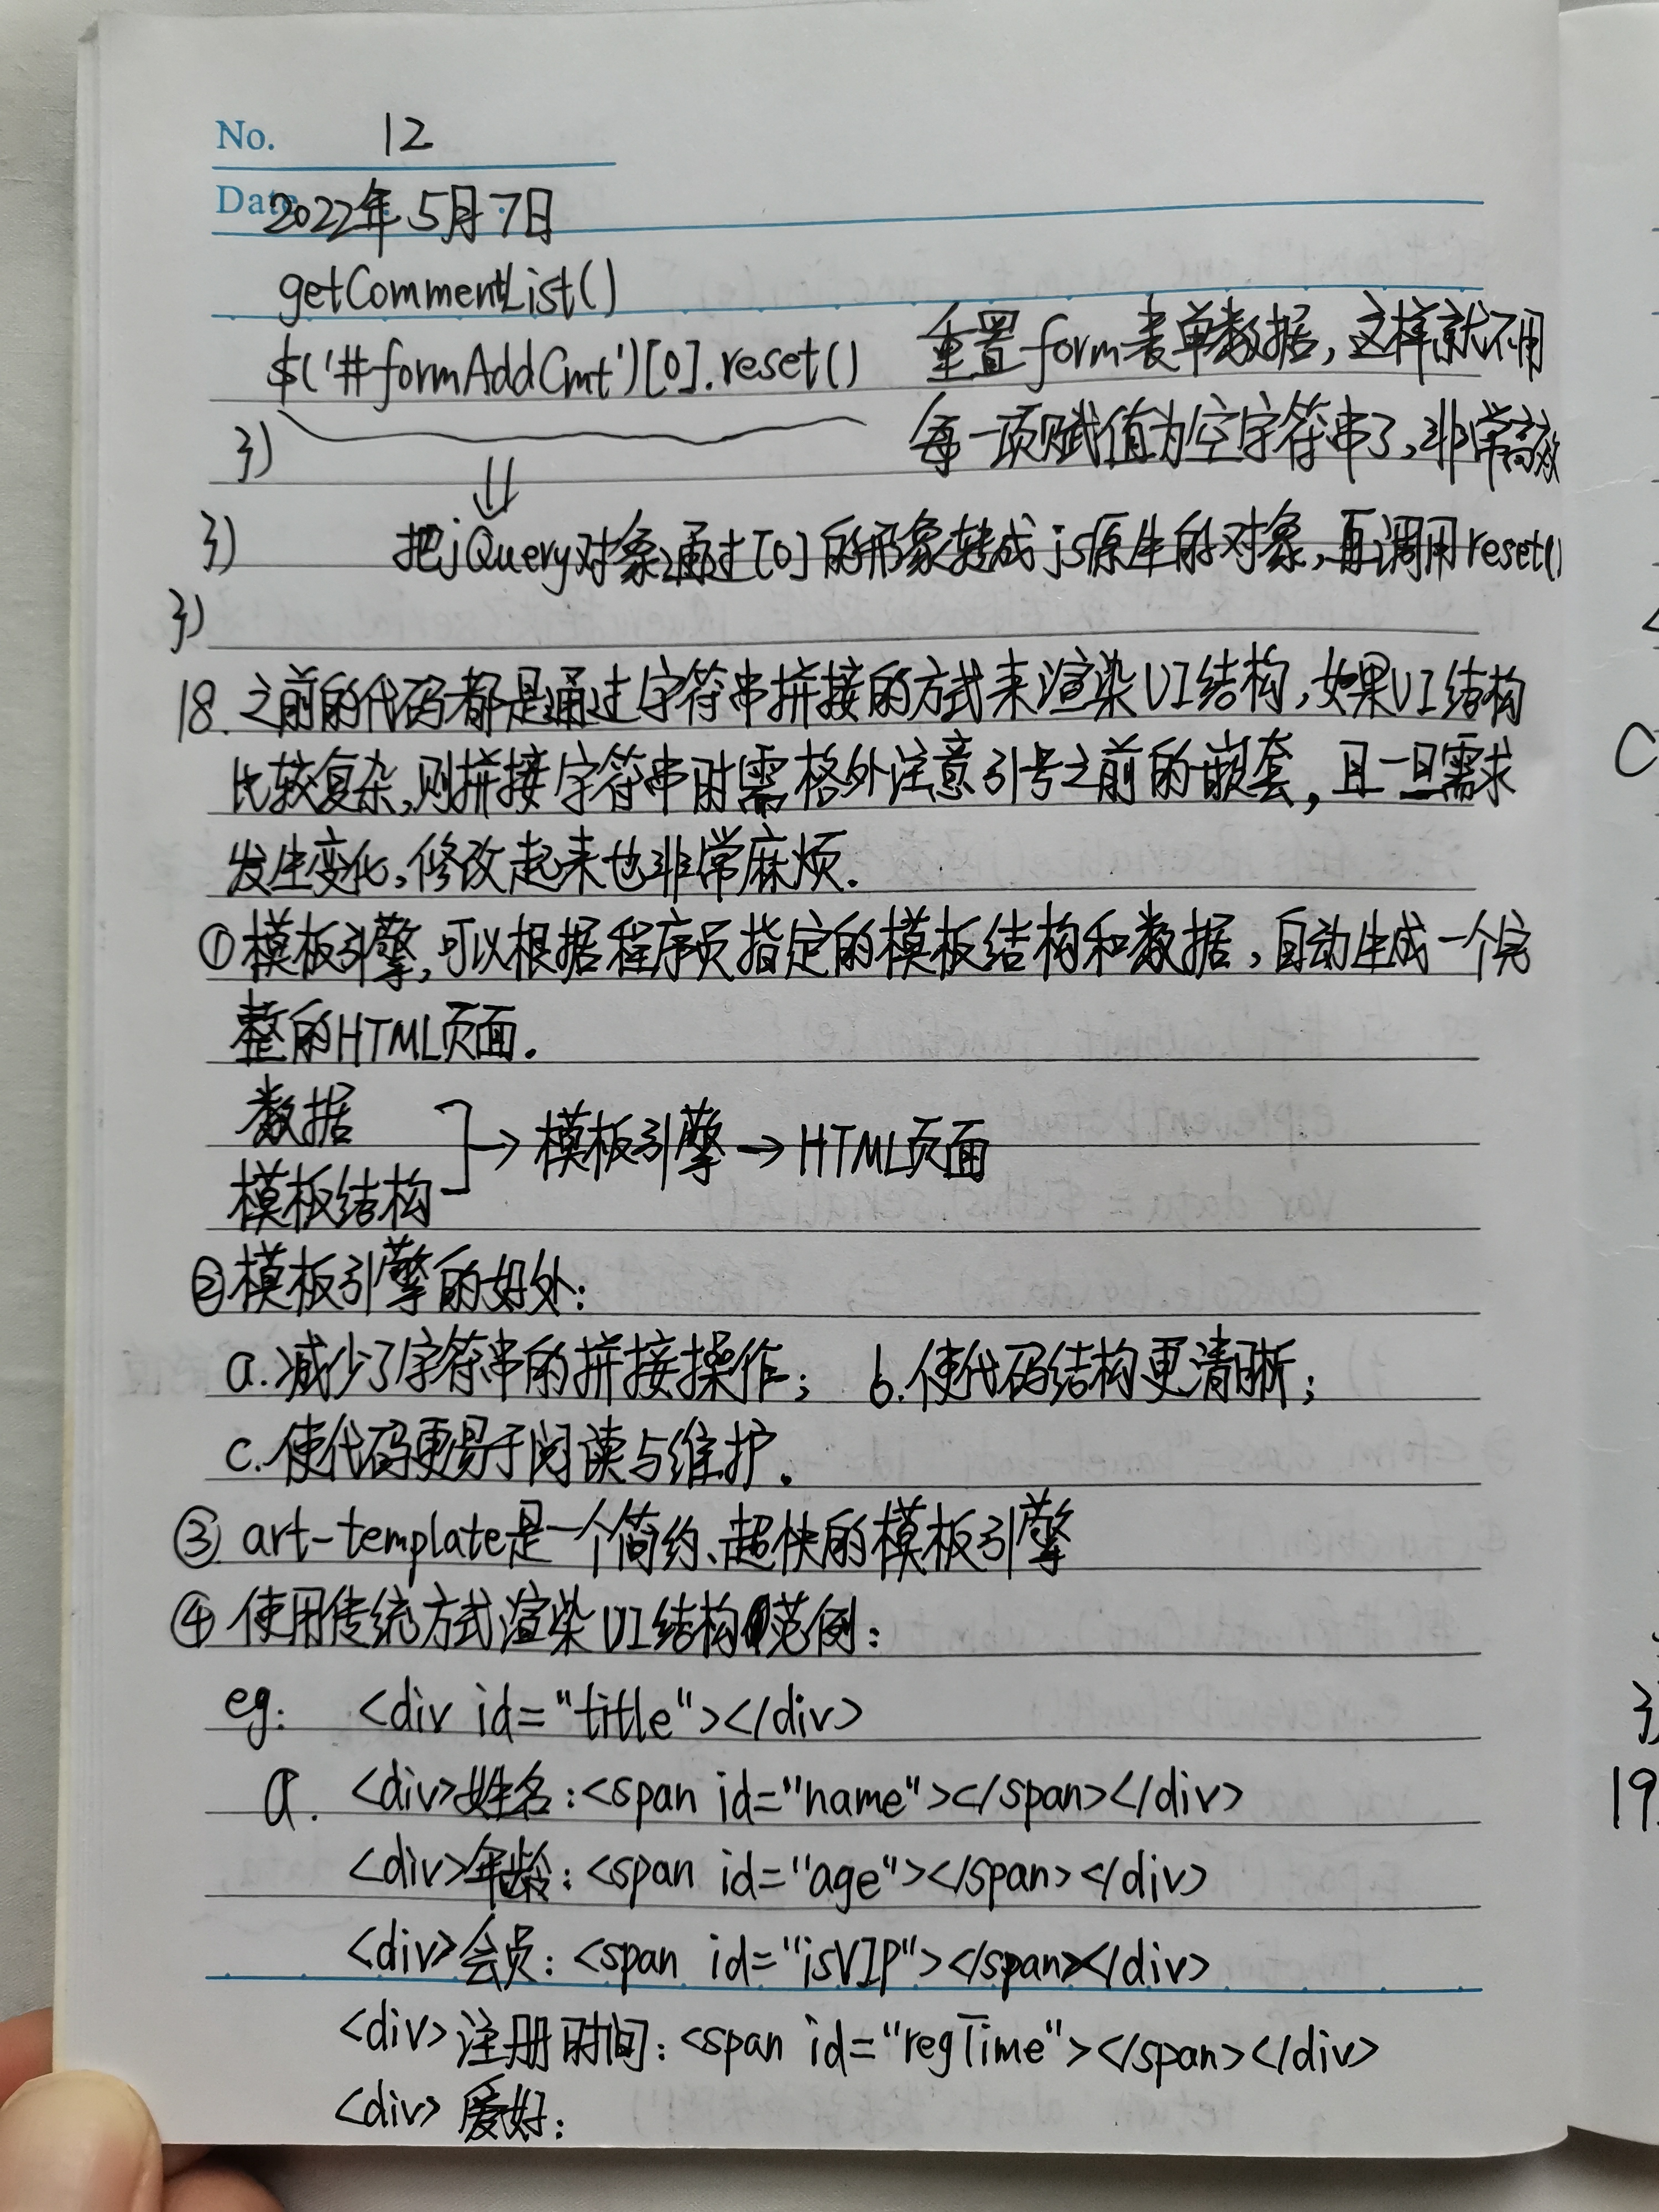 No. 12
Date 2022年5月7日
getCommentList()
$('#formAddCmt')[0].reset() 重置form表单数据,这样就不用
}) 每一项赋值为空字符串了,非常高效
}) 把jQuery对象通过[0]的形象转成js原生的对象,再调用reset()
})
18.之前的代码都是通过字符串拼接的方式来渲染UI结构,如果UI结构
比较复杂,则拼接字符串时需格外注意引号之前的嵌套,且一旦需求
发生变化,修改起来也非常麻烦.
①模板引擎,可以根据程序员指定的模板结构和数据,自动生成一个完
整的HTML页面.
数据
→模板引擎→HTML页面
模板结构
②模板引擎的好处:
a.减少了字符串的拼接操作; b.使代码结构更清晰;
c.使代码更易于阅读与维护.
③ art-template是一个简约、超快的模板引擎
④使用传统方式渲染UI结构范例:
eg: <div id="title"></div>
a. <div>姓名:<span id="name"></span></div>
<div>年龄:<span id="age"></span></div>
<div>会员:<span id="isVIP"></span></div>
<div>注册时间:<span id="regTime"></span></div>
<div>爱好:
19.